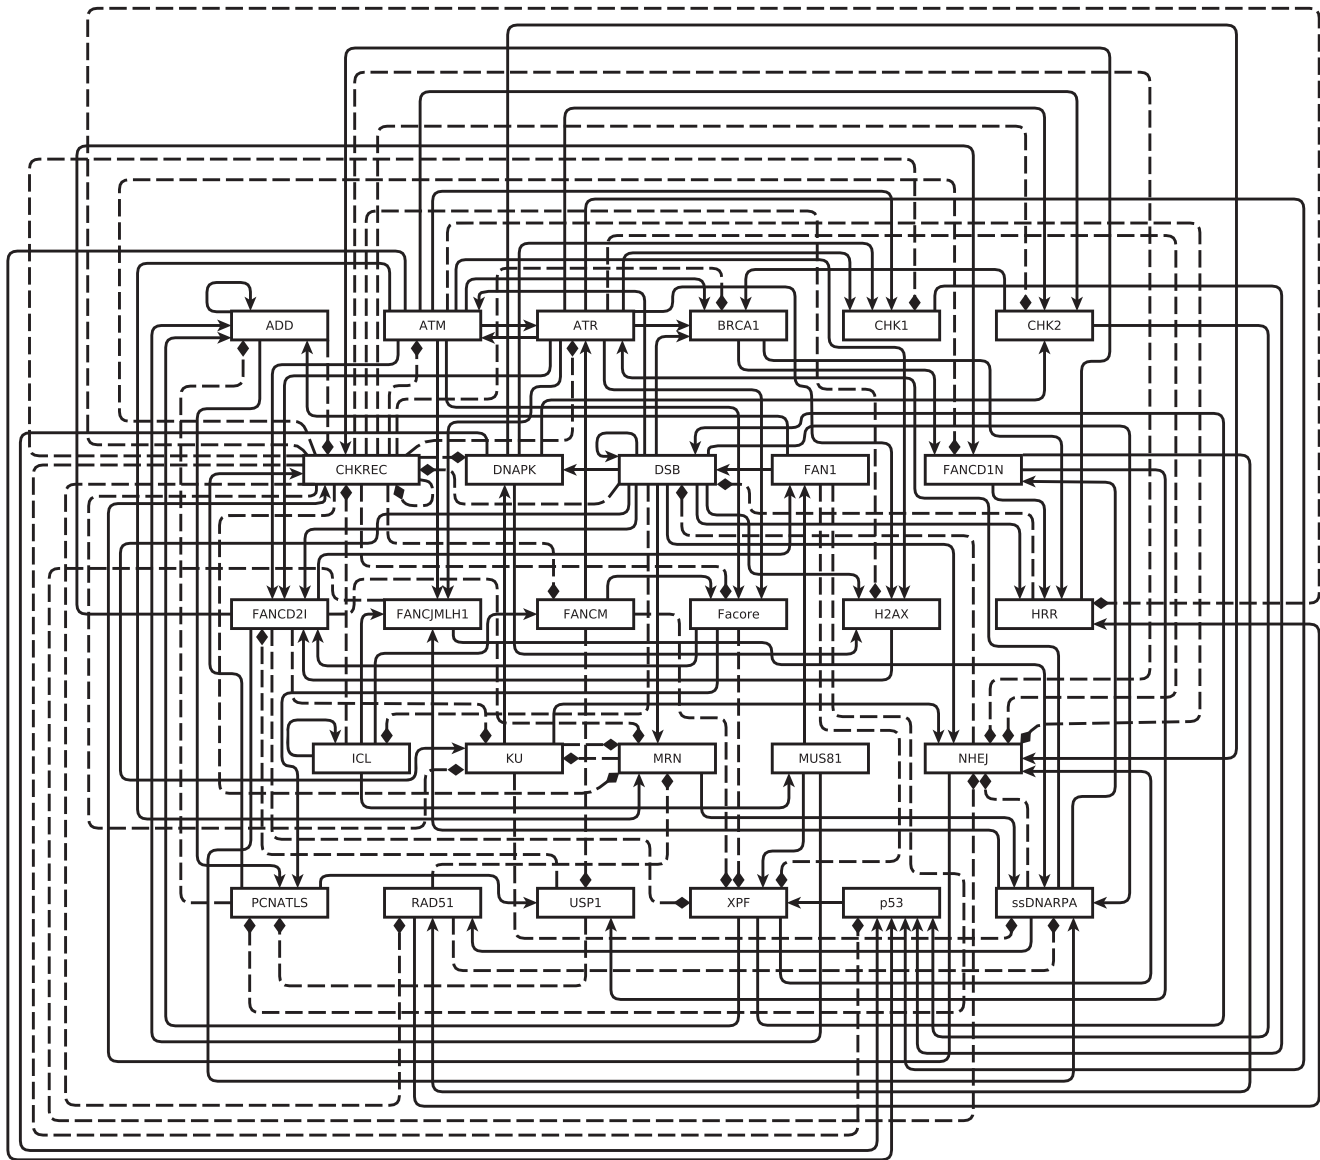 ADD
ATM
ATR
BRCA1
CHK1
CHK2
CHKREC
DNAPK
DSB
FAN1
FANCD1N
FANCD2I
FANCJMLH1
FANCM
Facore
H2AX
HRR
ICL
KU
MRN
MUS81
NHEJ
PCNATLS
RAD51
USP1
XPF
p53
ssDNARPA